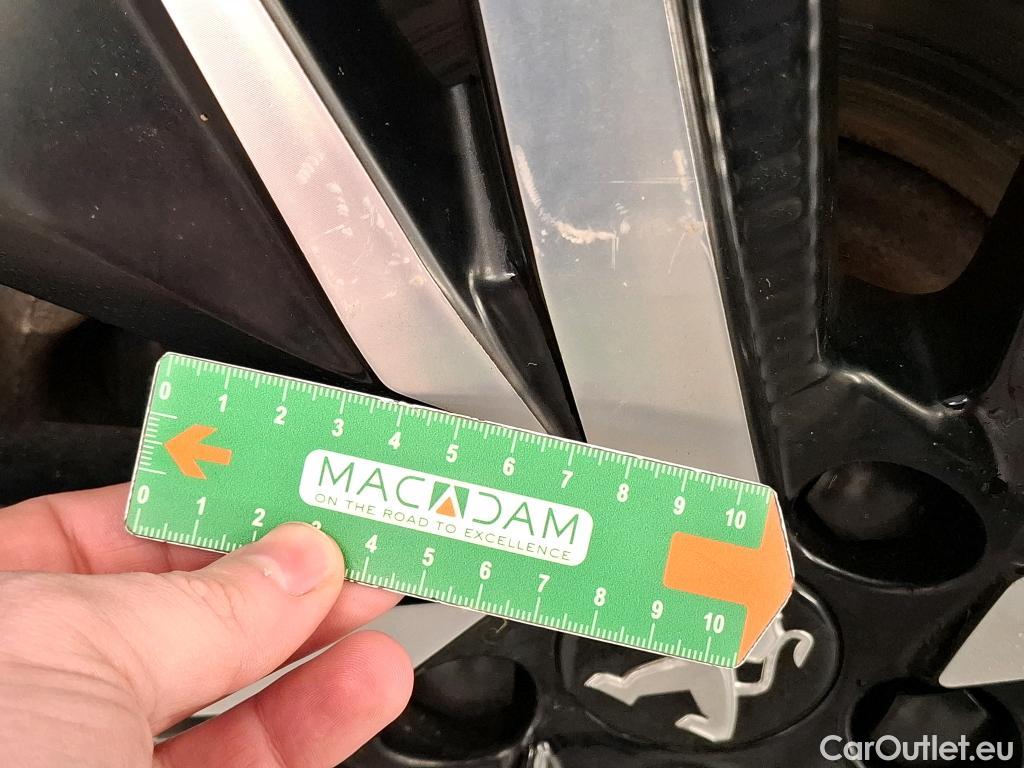 0 1 2 3 4 5 6 7 8 9 10
MACADAM
ON THE ROAD TO EXCELLENCE
0 1 2 3 4 5 6 7 8 9 10
CarOutlet.eu